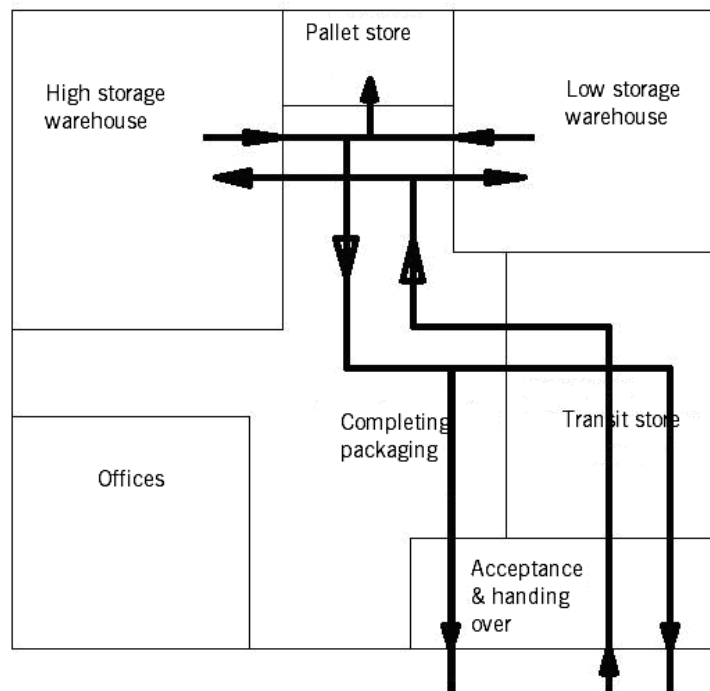 Pallet store
High storage
warehouse
Low storage
warehouse
Completing
packaging
Transit store
Offices
Acceptance
& handing
over